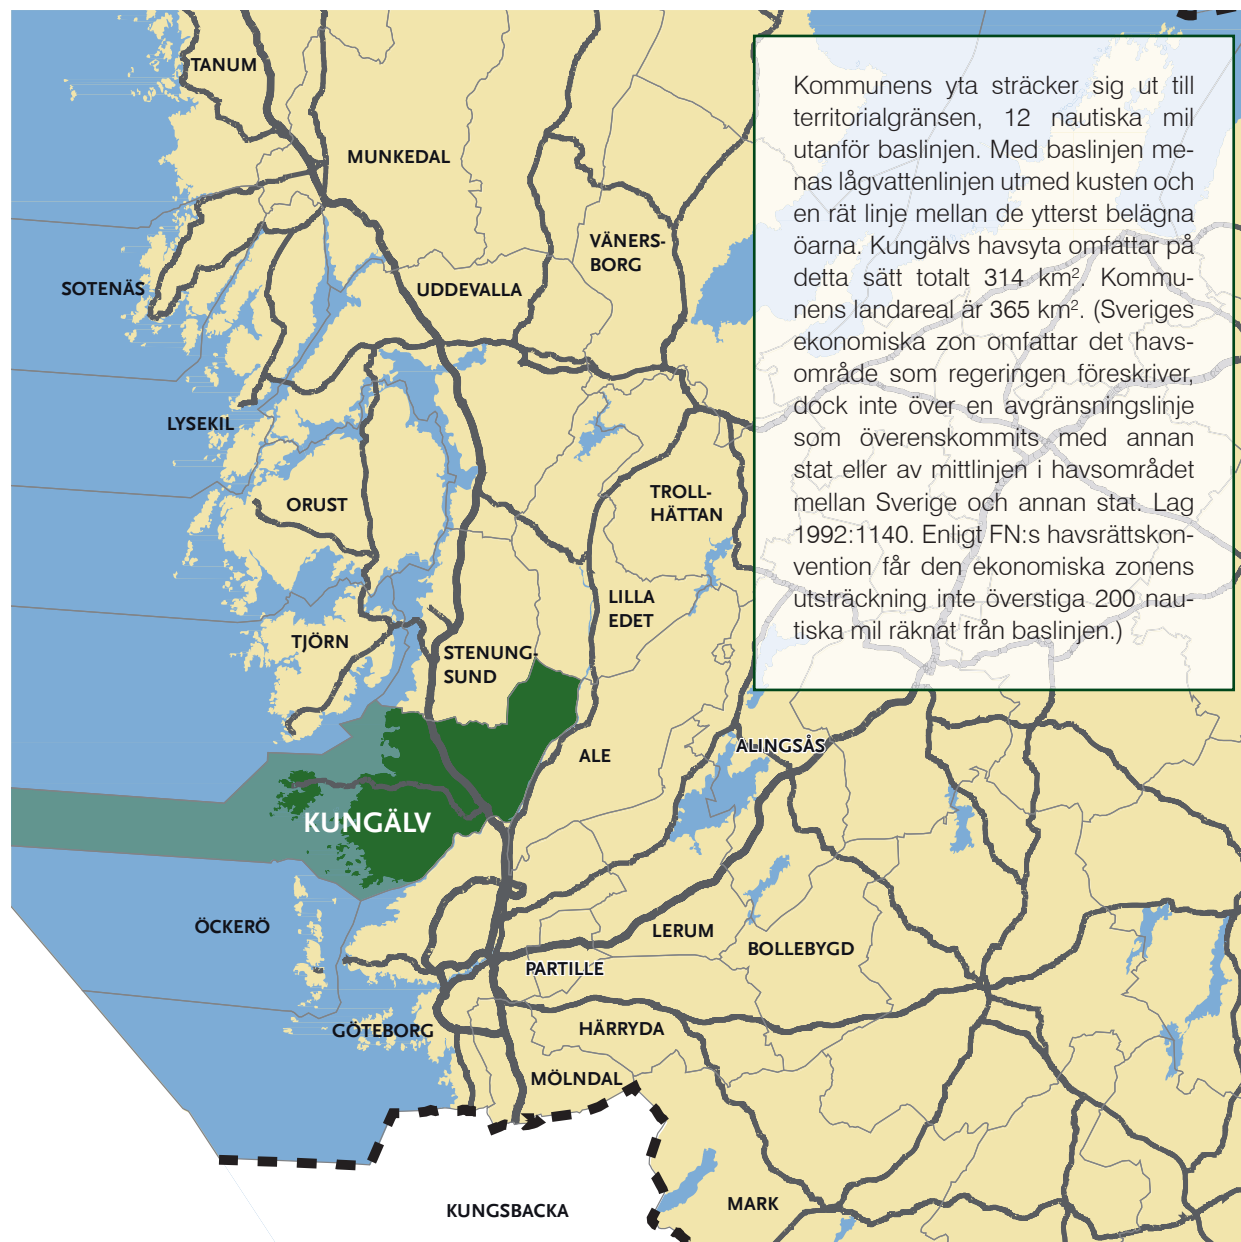 TANUM
MUNKEDAL
VÄNERS-
BORG
SOTENÄS
UDDEVALLA
LYSEKIL
ORUST
TROLL-
HÄTTAN
LILLA
EDET
TJÖRN
STENUNG-
SUND
ALE
ALINGSÅS
KUNGÄLV
ÖCKERÖ
LERUM
BOLLEBYGD
PARTILLE
GÖTEBORG
HÄRRYDA
MÖLNDAL
KUNGSBACKA
MARK
Kommunens yta sträcker sig ut till
territorialgränsen, 12 nautiska mil
utanför baslinjen. Med baslinjen me-
nas lågvattenlinjen utmed kusten och
en rät linje mellan de ytterst belägna
öarna. Kungälvs havsyta omfattar på
detta sätt totalt 314 km². Kommu-
nens landareal är 365 km². (Sveriges
ekonomiska zon omfattar det havs-
område som regeringen föreskriver,
dock inte över en avgränsningslinje
som överenskommits med annan
stat eller av mittlinjen i havsområdet
mellan Sverige och annan stat. Lag
1992:1140. Enligt FN:s havsrättskon-
vention får den ekonomiska zonens
utsträckning inte överstiga 200 nau-
tiska mil räknat från baslinjen.)